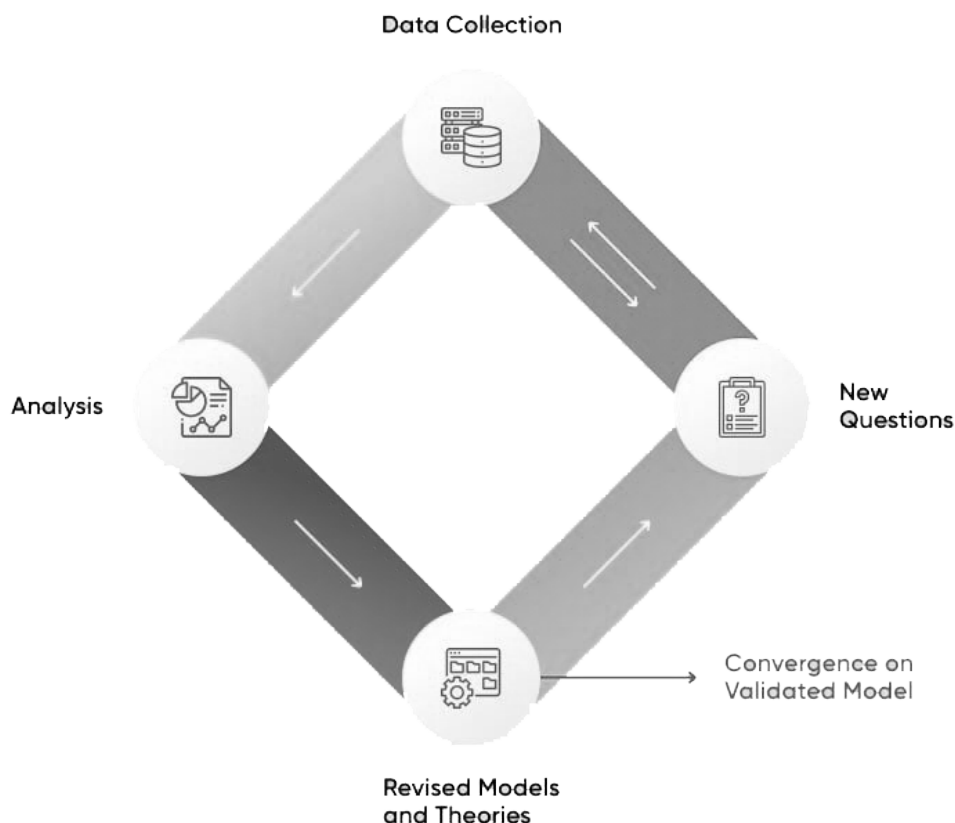 Data Collection
Analysis
New
Questions
Convergence on
Validated Model
Revised Models
and Theories